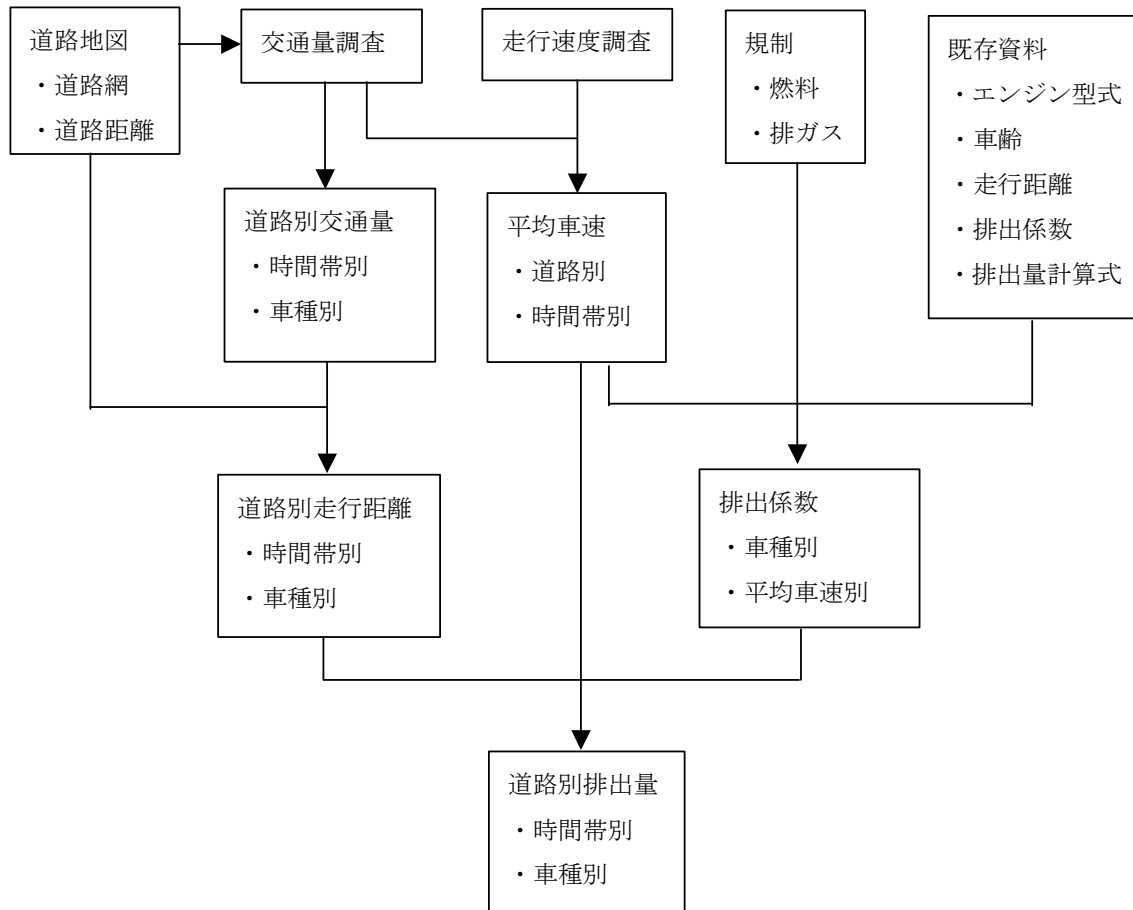 道路地図
・道路網
・道路距離
交通量調査
走行速度調査
規制
・燃料
・排ガス
既存資料
・エンジン型式
・車齢
・走行距離
・排出係数
・排出量計算式
道路別交通量
・時間帯別
・車種別
平均車速
・道路別
・時間帯別
道路別走行距離
・時間帯別
・車種別
排出係数
・車種別
・平均車速別
道路別排出量
・時間帯別
・車種別